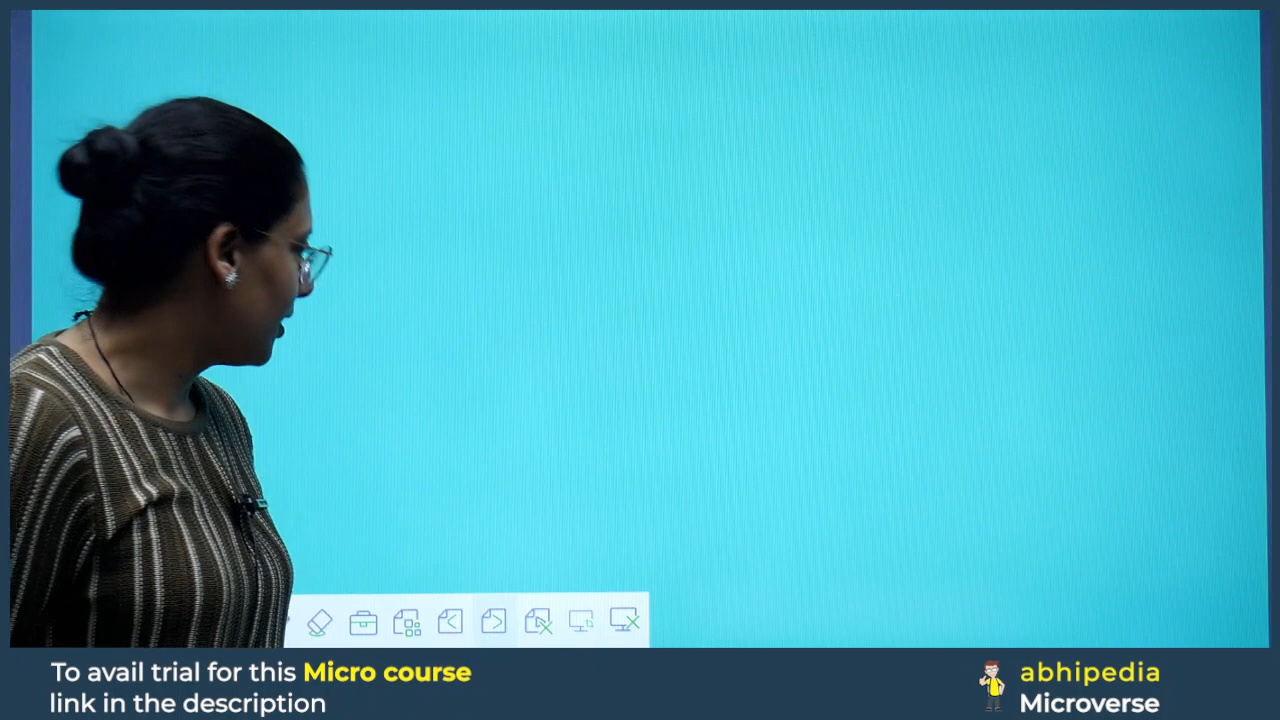 To avail trial for this Micro course
link in the description
abhipedia
Microverse